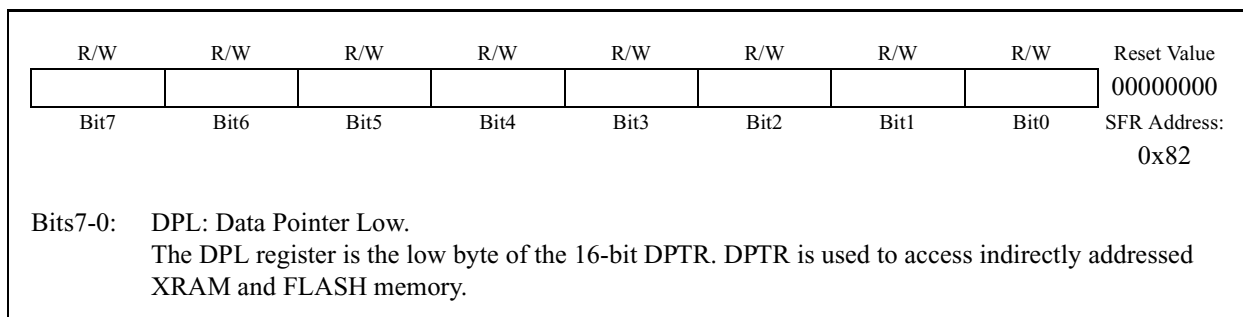 R/W R/W R/W R/W R/W R/W R/W R/W Reset Value
00000000
Bit7 Bit6 Bit5 Bit4 Bit3 Bit2 Bit1 Bit0 SFR Address:
0x82
Bits7-0: DPL: Data Pointer Low.
The DPL register is the low byte of the 16-bit DPTR. DPTR is used to access indirectly addressed
XRAM and FLASH memory.